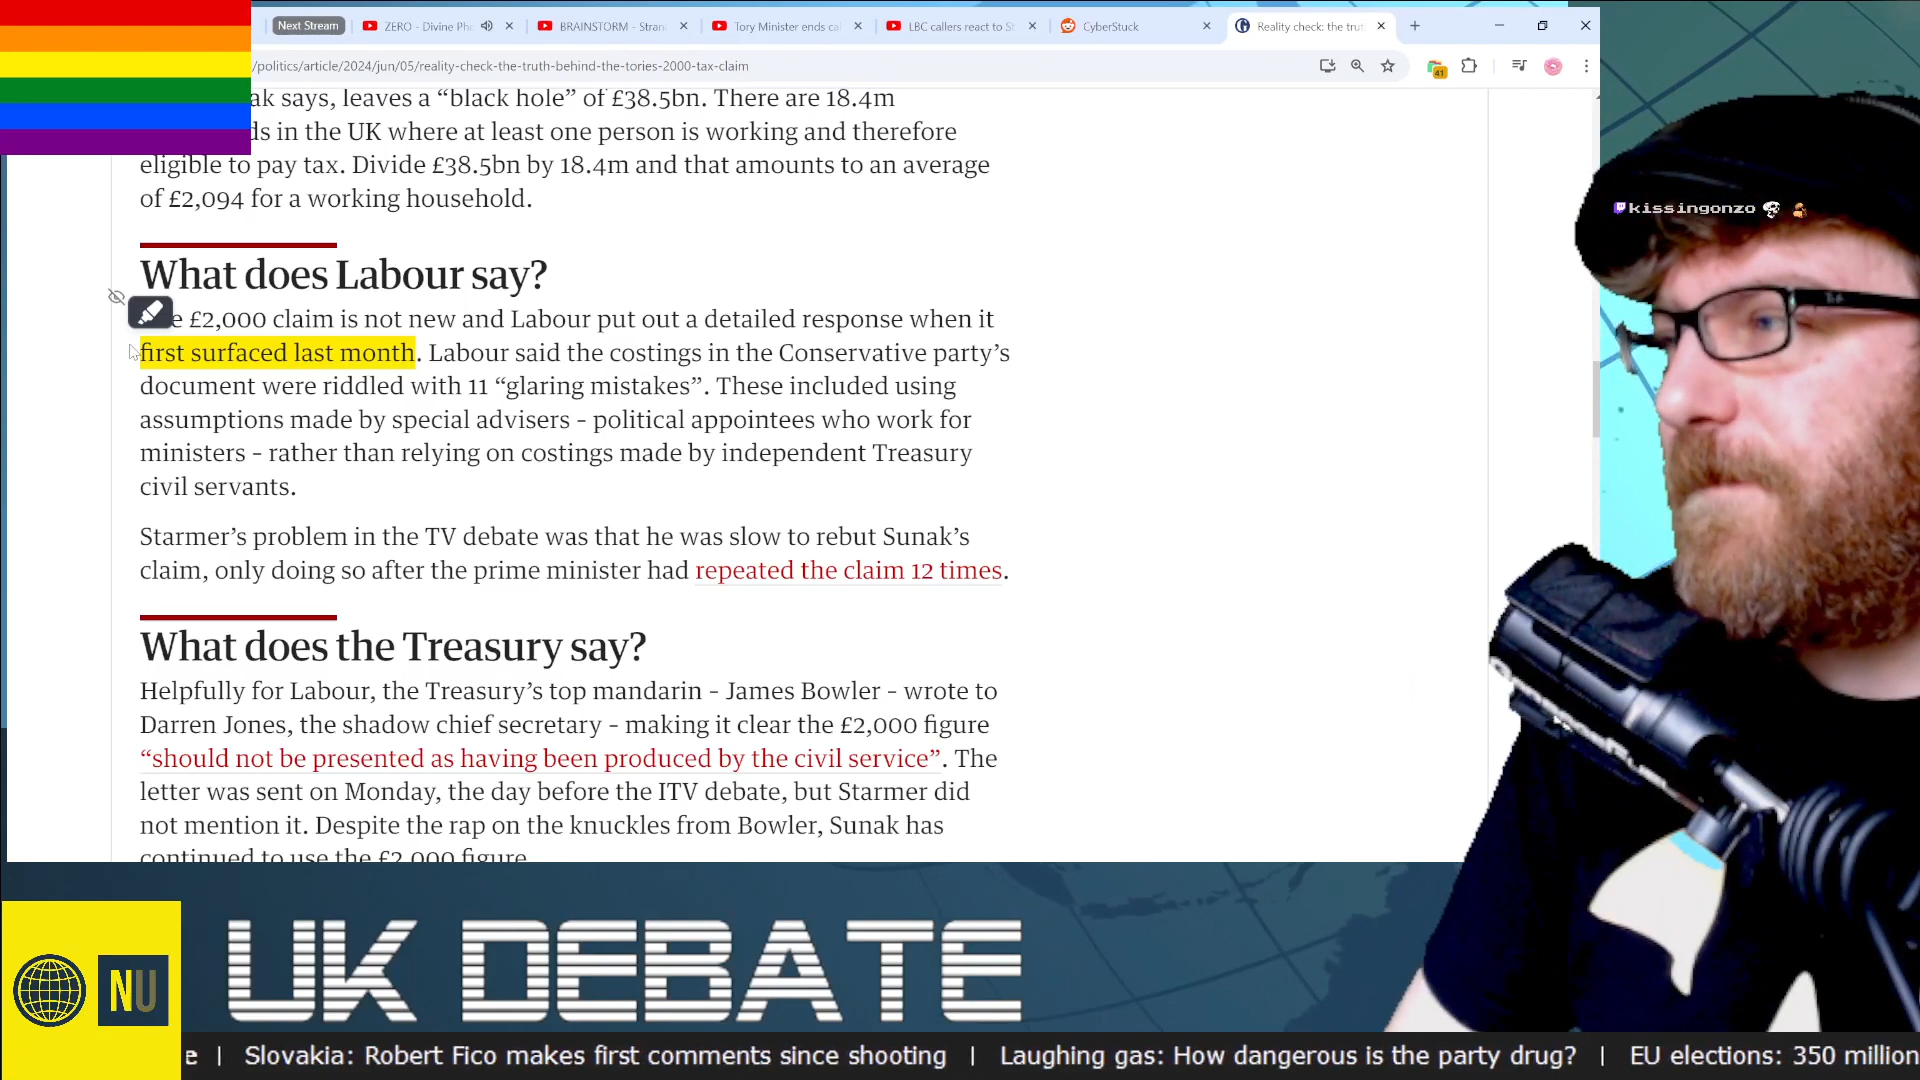 Next Stream
ZERO - Divine Ph
BRAINSTORM - Stran
Tory Minister ends cal
LBC callers react to St
CyberStuck
Reality check: the trut
/politics/article/2024/jun/05/reality-check-the-truth-behind-the-tories-2000-tax-claim
41
ak says, leaves a “black hole” of £38.5bn. There are 18.4m
ds in the UK where at least one person is working and therefore
eligible to pay tax. Divide £38.5bn by 18.4m and that amounts to an average
of £2,094 for a working household.
kissingonzo
What does Labour say?
e £2,000 claim is not new and Labour put out a detailed response when it
first surfaced last month. Labour said the costings in the Conservative party’s
document were riddled with 11 “glaring mistakes”. These included using
assumptions made by special advisers – political appointees who work for
ministers – rather than relying on costings made by independent Treasury
civil servants.
Starmer’s problem in the TV debate was that he was slow to rebut Sunak’s
claim, only doing so after the prime minister had repeated the claim 12 times.
What does the Treasury say?
Helpfully for Labour, the Treasury’s top mandarin – James Bowler – wrote to
Darren Jones, the shadow chief secretary – making it clear the £2,000 figure
“should not be presented as having been produced by the civil service”. The
letter was sent on Monday, the day before the ITV debate, but Starmer did
not mention it. Despite the rap on the knuckles from Bowler, Sunak has
continued to use the £2,000 figure.
NU
UK DEBATE
e | Slovakia: Robert Fico makes first comments since shooting | Laughing gas: How dangerous is the party drug? | EU elections: 350 million